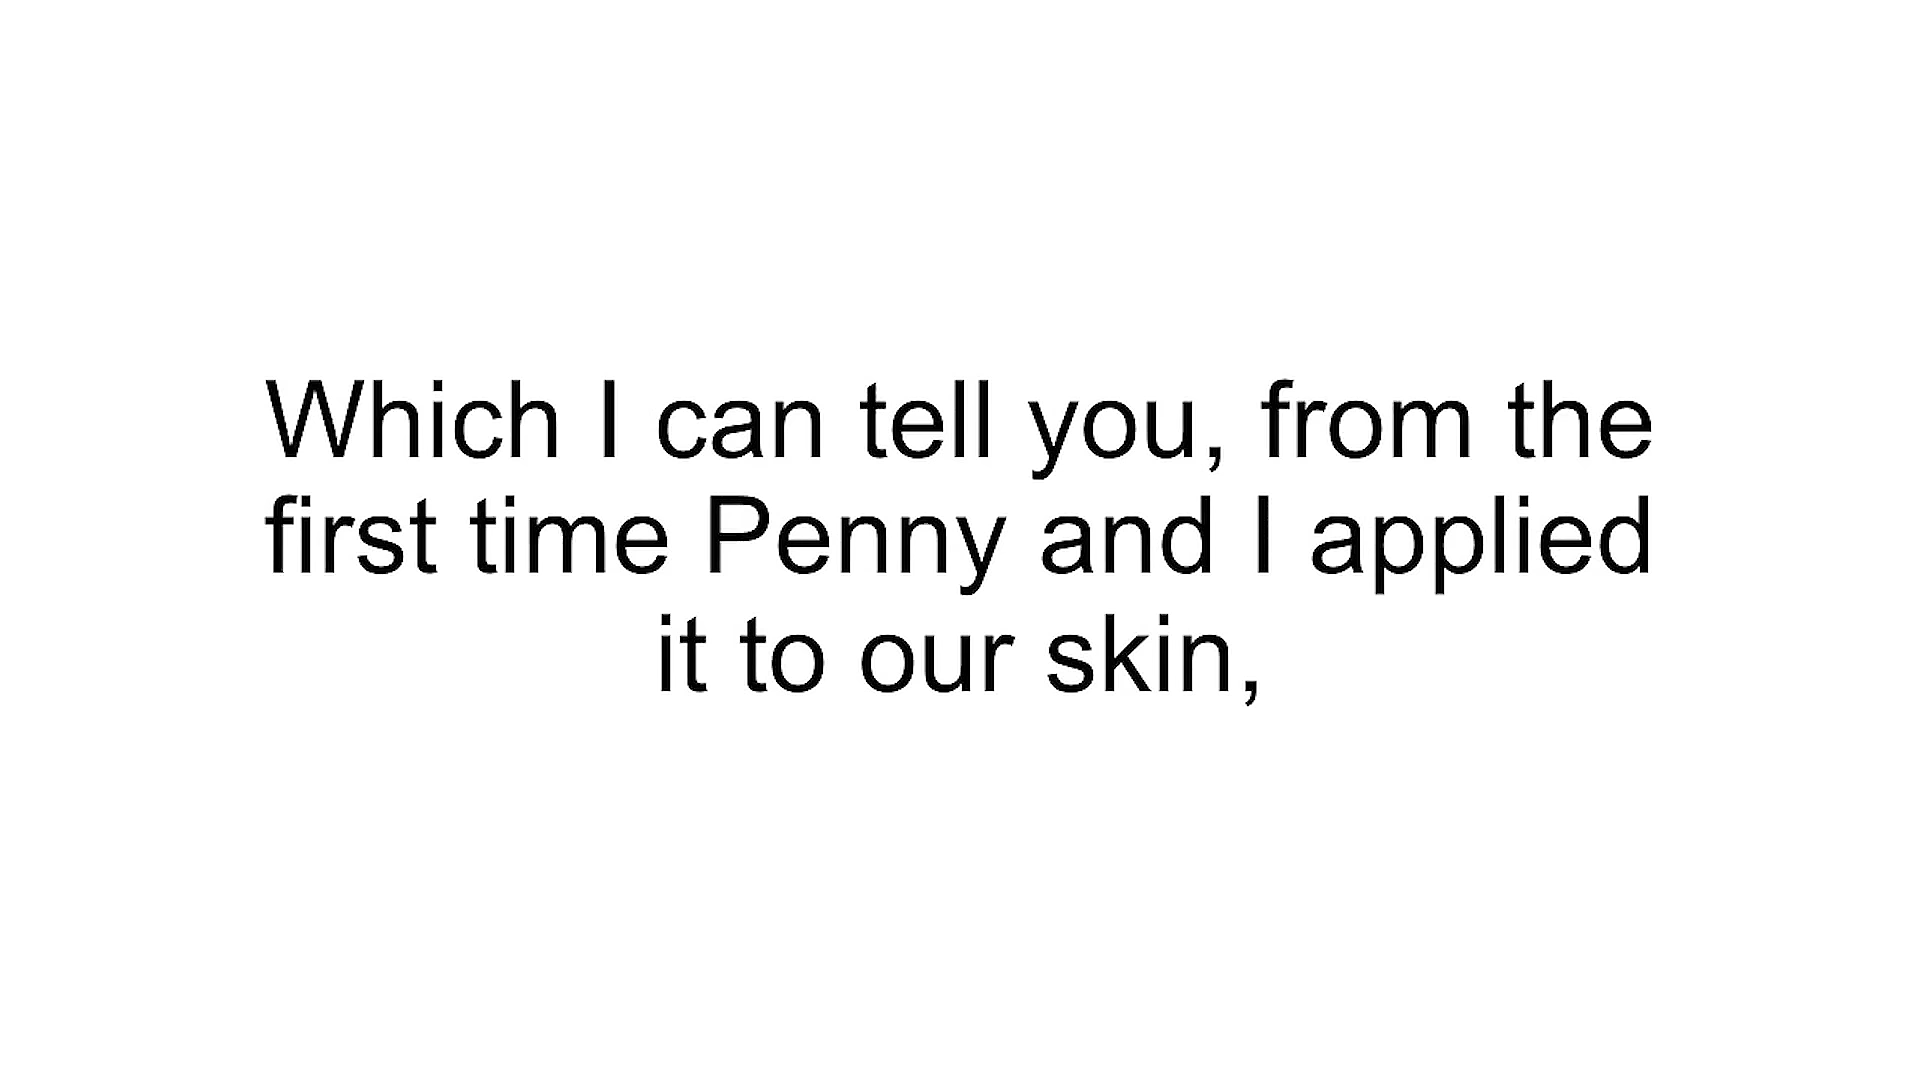 Which I can tell you, from the
first time Penny and I applied
it to our skin,